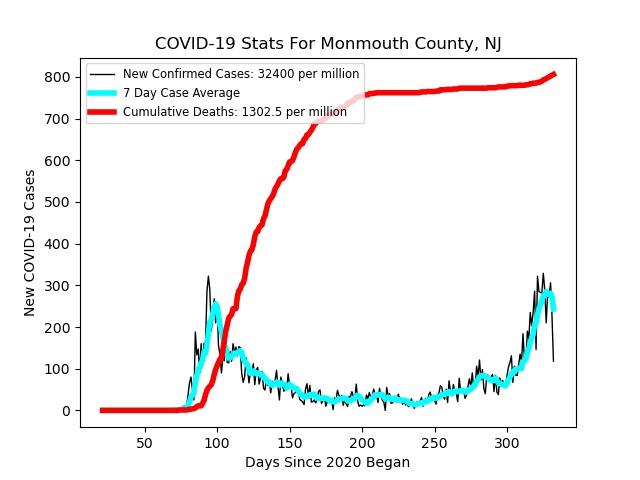 COVID-19 Stats For Monmouth County, NJ
New Confirmed Cases: 32400 per million
7 Day Case Average
Cumulative Deaths: 1302.5 per million
New COVID-19 Cases
800
700
600
500
400
300
200
100
0
50 100 150 200 250 300
Days Since 2020 Began